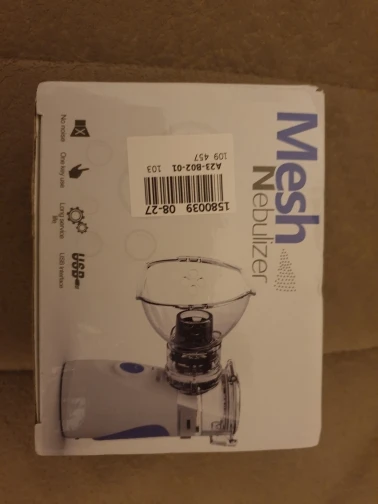 Mesh
Nebulizer
1580039 08-27
A23-B02-01 103
109 457
No noise
One key use
Long service
life
USB
USB interface